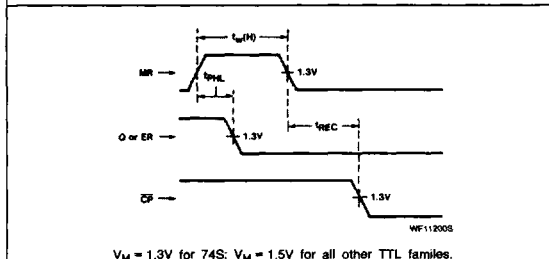 tw(H)
MR
1.3V
tPHL
Q or ER
1.3V
tREC
CP
1.3V
WF11200S
VM = 1.3V for 74S; VM = 1.5V for all other TTL familes.